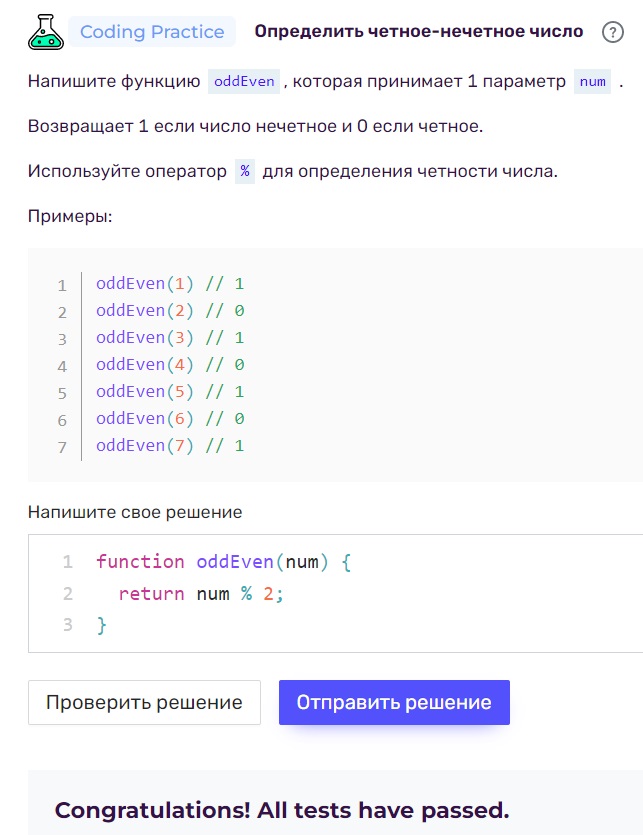 Coding Practice Определить четное-нечетное число ?
Напишите функцию oddEven , которая принимает 1 параметр num .
Возвращает 1 если число нечетное и 0 если четное.
Используйте оператор % для определения четности числа.
Примеры:
1 oddEven(1) // 1
2 oddEven(2) // 0
3 oddEven(3) // 1
4 oddEven(4) // 0
5 oddEven(5) // 1
6 oddEven(6) // 0
7 oddEven(7) // 1
Напишите свое решение
1 function oddEven(num) {
2 return num % 2;
3 }
Проверить решение Отправить решение
Congratulations! All tests have passed.